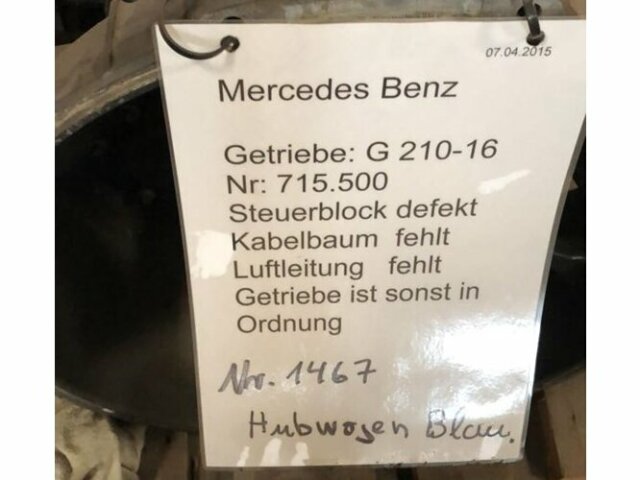 07.04.2015
Mercedes Benz
Getriebe: G 210-16
Nr: 715.500
Steuerblock defekt
Kabelbaum fehlt
Luftleitung fehlt
Getriebe ist sonst in
Ordnung
Nr. 1467
Hubwagen Blau.